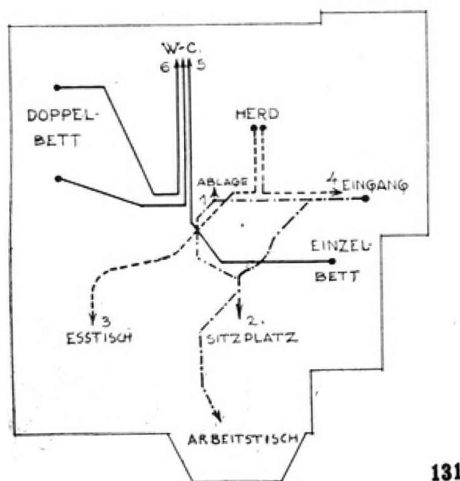 W-C.
6 5
DOPPEL-
BETT
HERD
ABLAGE
1
4 EINGANG
EINZEL-
BETT
3
ESSTISCH
2.
SITZPLATZ
ARBEITSTISCH
131